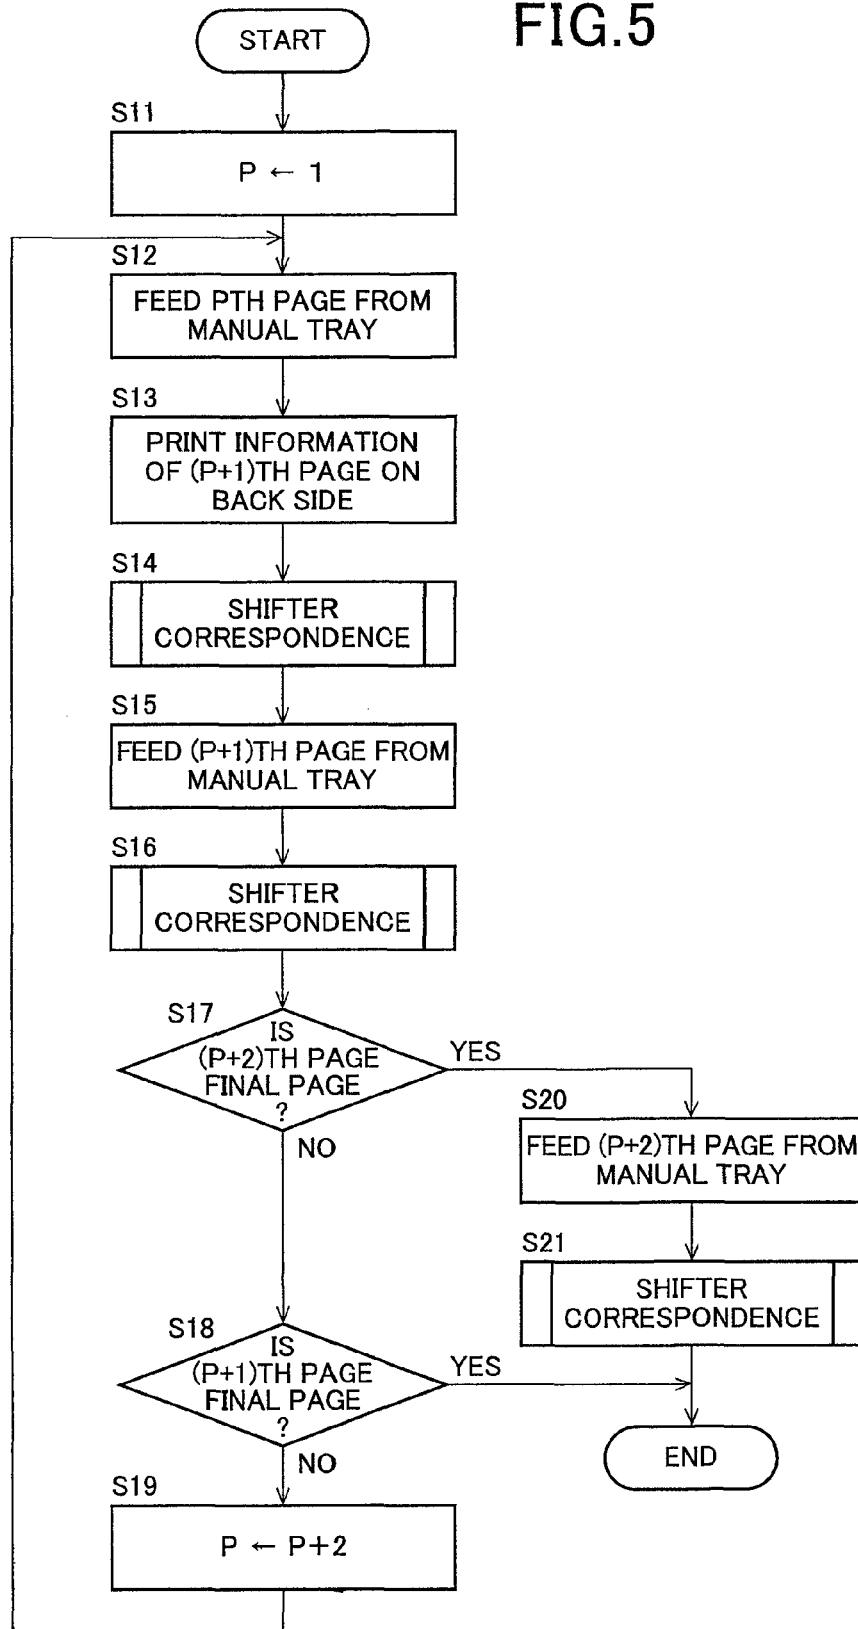 FIG.5
START
S11
P ← 1
S12
FEED PTH PAGE FROM
MANUAL TRAY
S13
PRINT INFORMATION
OF (P+1)TH PAGE ON
BACK SIDE
S14
SHIFTER
CORRESPONDENCE
S15
FEED (P+1)TH PAGE FROM
MANUAL TRAY
S16
SHIFTER
CORRESPONDENCE
S17
IS
(P+2)TH PAGE
FINAL PAGE
?
YES
NO
S20
FEED (P+2)TH PAGE FROM
MANUAL TRAY
S21
SHIFTER
CORRESPONDENCE
S18
IS
(P+1)TH PAGE
FINAL PAGE
?
YES
NO
END
S19
P ← P+2